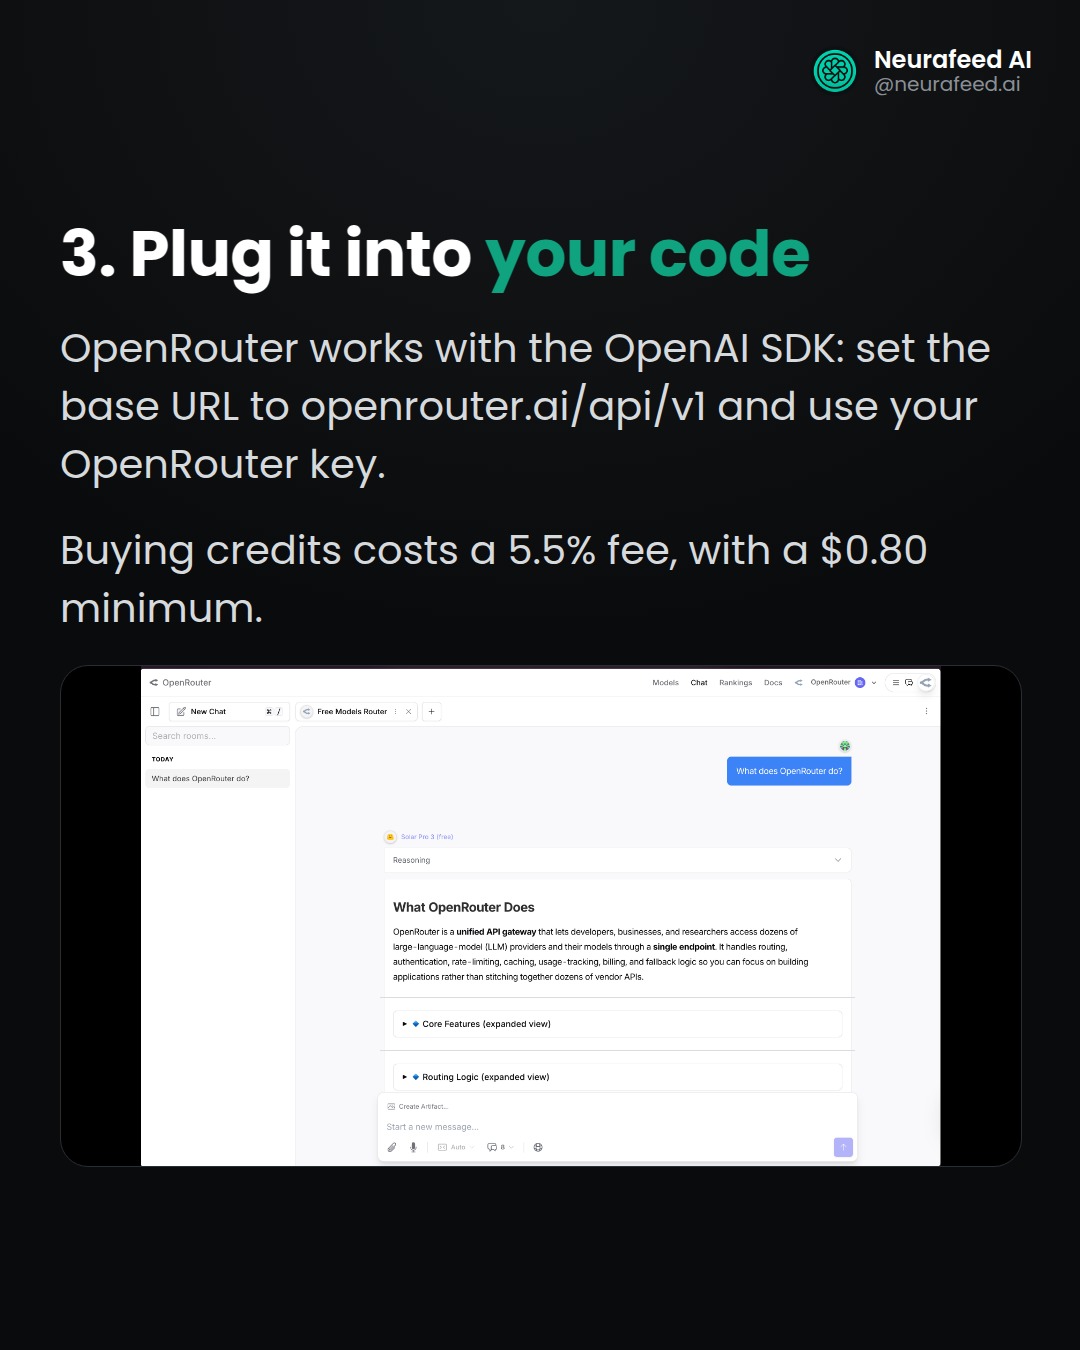 Neurafeed AI
@neurafeed.ai
3. Plug it into your code
OpenRouter works with the OpenAI SDK: set the
base URL to openrouter.ai/api/v1 and use your
OpenRouter key.
Buying credits costs a 5.5% fee, with a $0.80
minimum.
OpenRouter
Models Chat Rankings Docs OpenRouter
New Chat ⌘ /
Free Models Router
Search rooms...
TODAY
What does OpenRouter do?
What does OpenRouter do?
Solar Pro 3 (free)
Reasoning
What OpenRouter Does
OpenRouter is a unified API gateway that lets developers, businesses, and researchers access dozens of
large-language-model (LLM) providers and their models through a single endpoint. It handles routing,
authentication, rate-limiting, caching, usage-tracking, billing, and fallback logic so you can focus on building
applications rather than stitching together dozens of vendor APIs.
Core Features (expanded view)
Routing Logic (expanded view)
Create Artifact...
Start a new message...
Auto 8